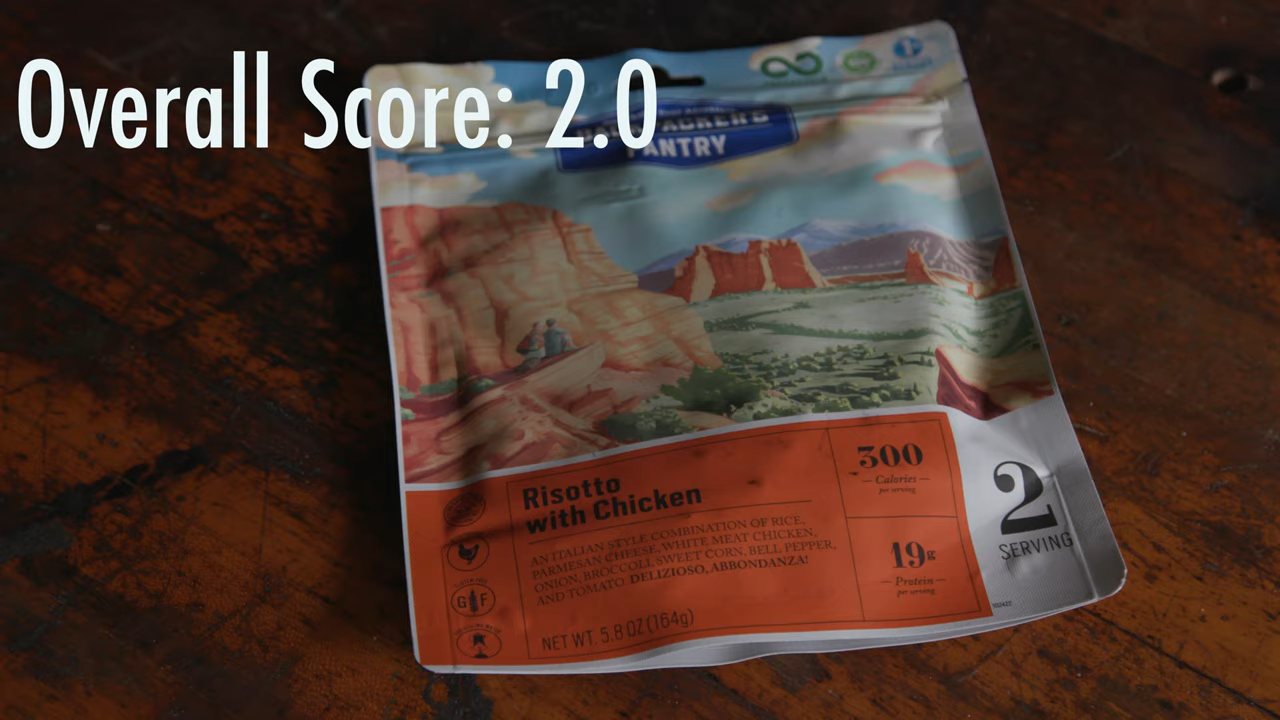 Overall Score: 2.0
PANTRY
Risotto
with Chicken
AN ITALIAN STYLE COMBINATION OF RICE,
PARMESAN CHEESE, WHITE MEAT CHICKEN,
ONION, BROCCOLI, SWEET CORN, BELL PEPPER,
AND TOMATO. DELIZIOSO, ABBONDANZA!
NET WT. 5.8 OZ (164g)
300
Calories
per serving
19g
Protein
per serving
2
SERVING
G F